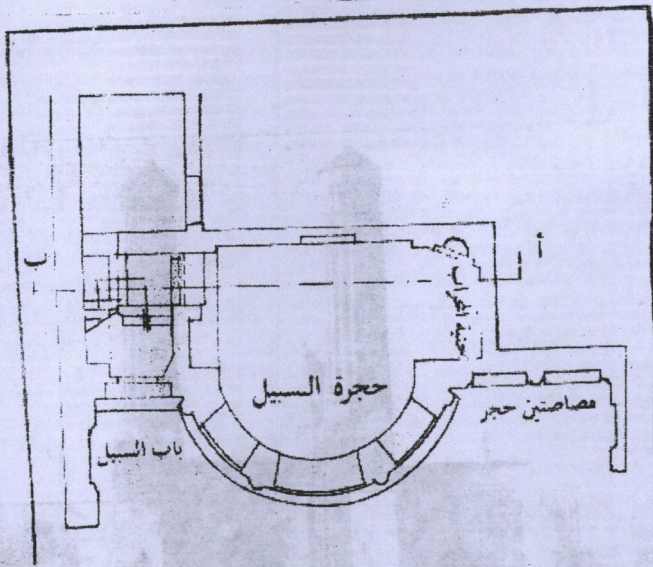 أ
ب
حجرة السبيل
مصاصتين حجر
باب السبيل